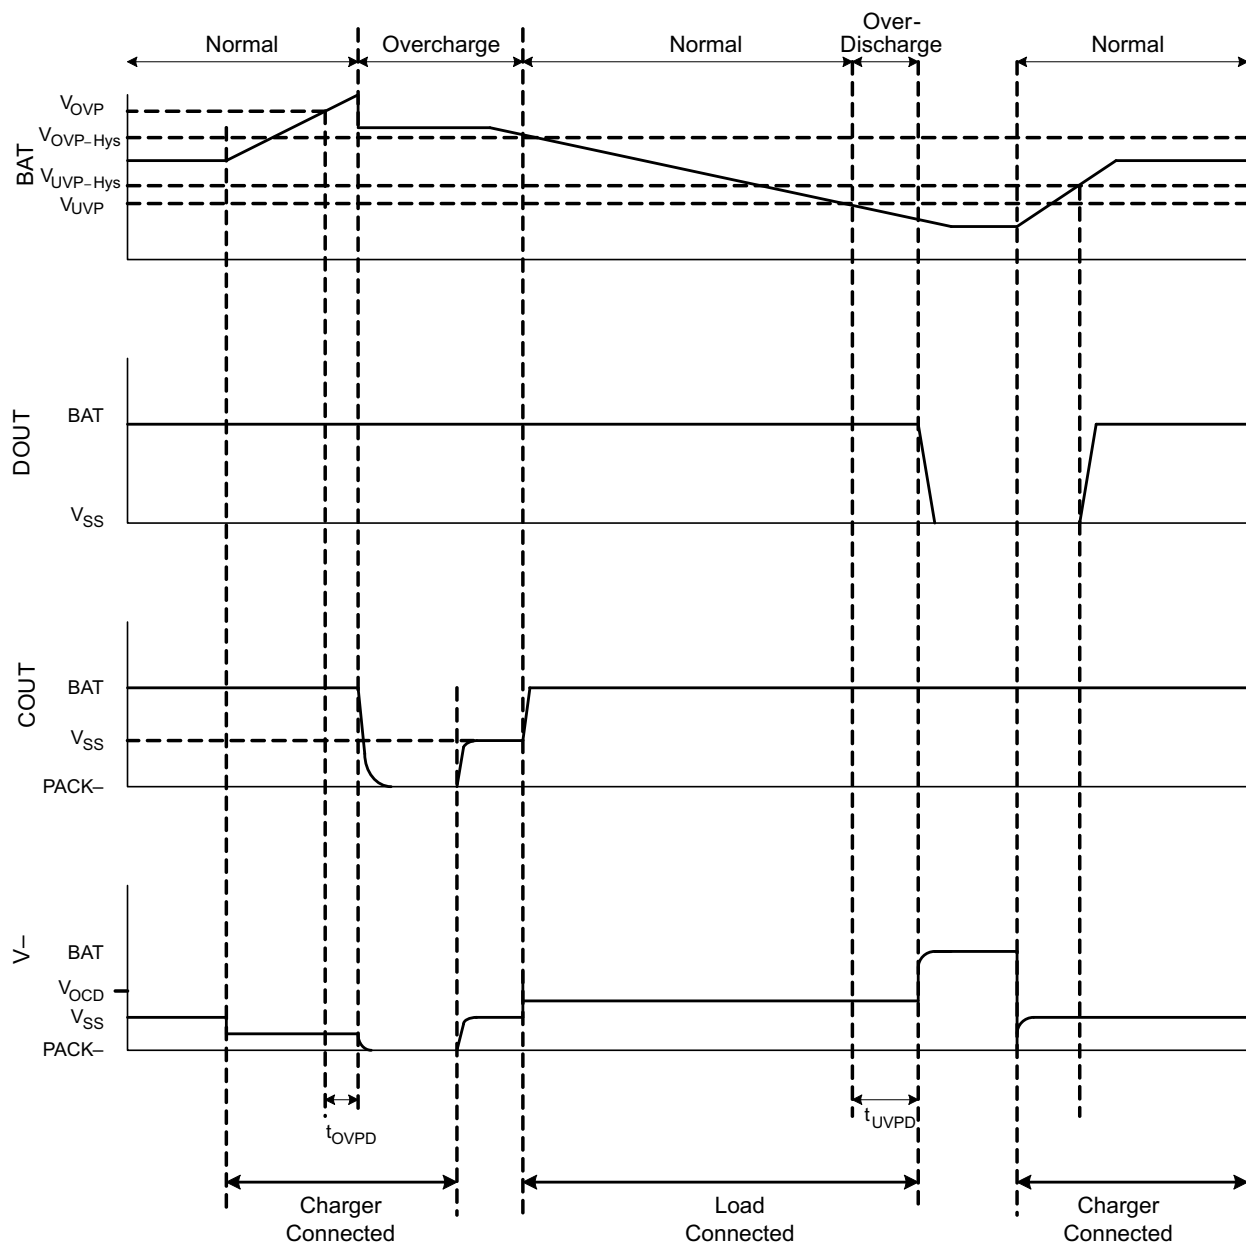 Normal
Overcharge
Normal
Over-
Discharge
Normal
BAT
VOVP
VOVP–Hys
VUVP–Hys
VUVP
DOUT
BAT
VSS
COUT
BAT
VSS
PACK–
V–
BAT
VOCD
VSS
PACK–
tOVPD
tUVPD
Charger
Connected
Load
Connected
Charger
Connected